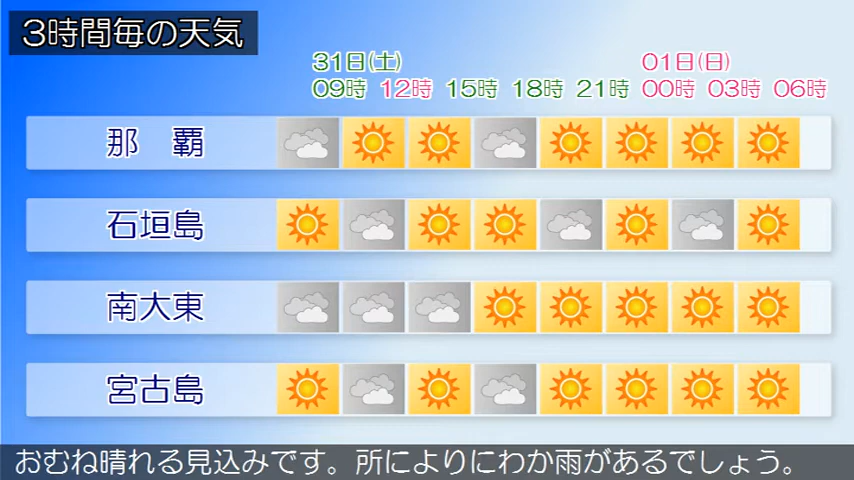 3時間毎の天気
31日(土) 01日(日)
09時 12時 15時 18時 21時 00時 03時 06時
那　覇
石垣島
南大東
宮古島
おむね晴れる見込みです。所によりにわか雨があるでしょう。